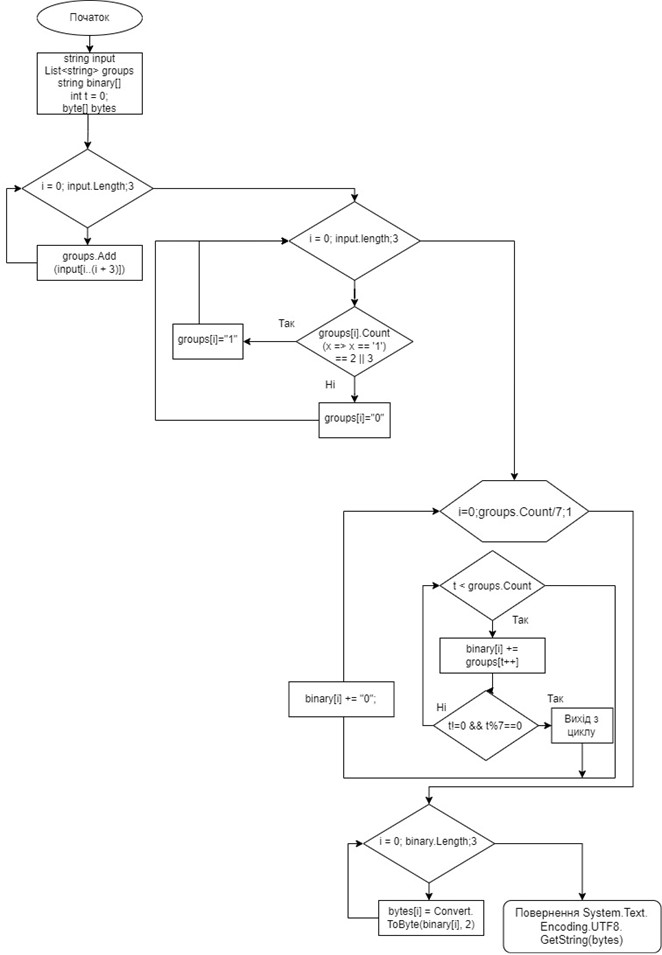 Початок
string input
List<string> groups
string binary[]
int t = 0;
byte[] bytes
i = 0; input.Length;3
groups.Add
(input[i..(i + 3)])
i = 0; input.length;3
groups[i].Count
(x => x == '1')
== 2 || 3
Так
groups[i]="1"
Ні
groups[i]="0"
i=0;groups.Count/7;1
t < groups.Count
Так
binary[i] +=
groups[t++]
binary[i] += "0";
Ні
t!=0 && t%7==0
Так
Вихід з
циклу
i = 0; binary.Length;3
bytes[i] = Convert.
ToByte(binary[i], 2)
Повернення System.Text.
Encoding.UTF8.
GetString(bytes)